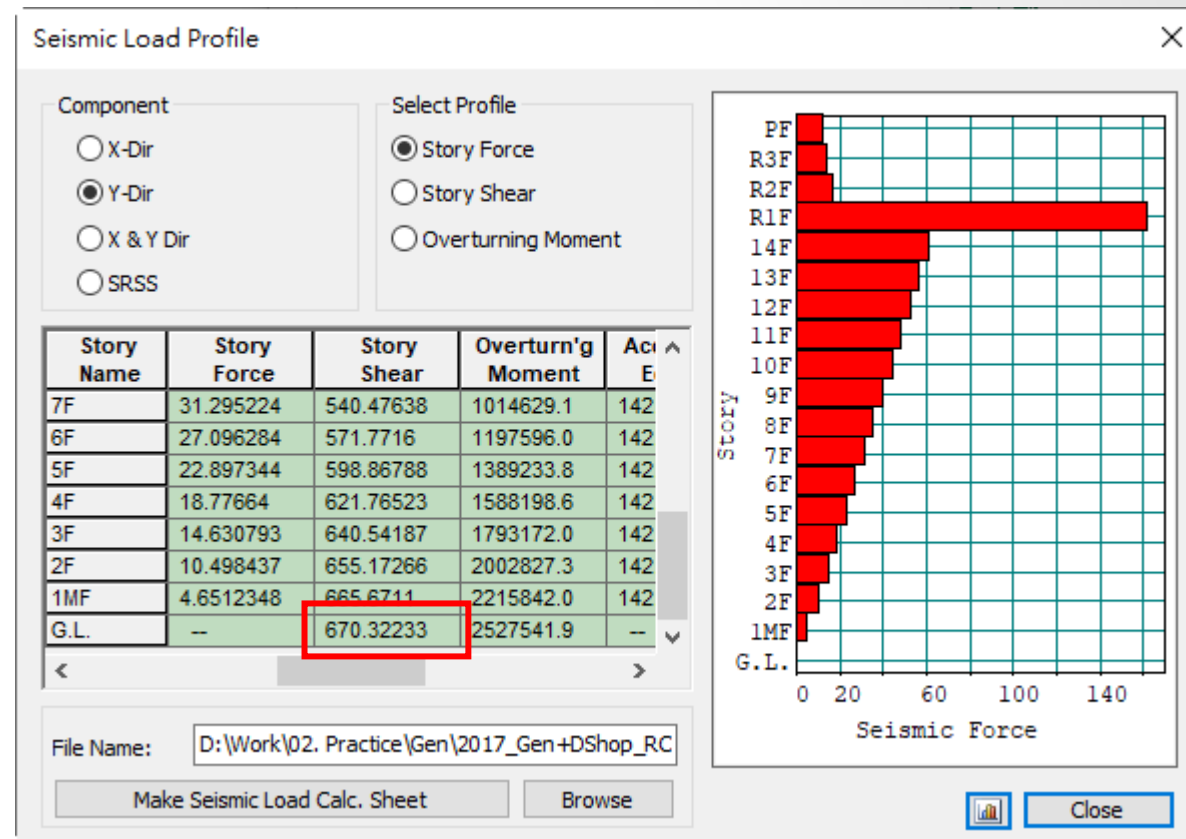 Seismic Load Profile
Component
X-Dir
Y-Dir
X & Y Dir
SRSS
Select Profile
Story Force
Story Shear
Overturning Moment
Story Name Story Force Story Shear Overturn'g Moment
7F 31.295224 540.47638 1014629.1 142
6F 27.096284 571.7716 1197596.0 142
5F 22.897344 598.86788 1389233.8 142
4F 18.77664 621.76523 1588198.6 142
3F 14.630793 640.54187 1793172.0 142
2F 10.498437 655.17266 2002827.3 142
1MF 4.6512348 665.6711 2215842.0 142
G.L. -- 670.32233 2527541.9 --
File Name: D:\Work\02. Practice\Gen\2017_Gen+DShop_RC
Make Seismic Load Calc. Sheet Browse
PF
R3F
R2F
R1F
14F
13F
12F
11F
10F
9F
8F
7F
6F
5F
4F
3F
2F
1MF
G.L.
Story
0 20 60 100 140
Seismic Force
Close